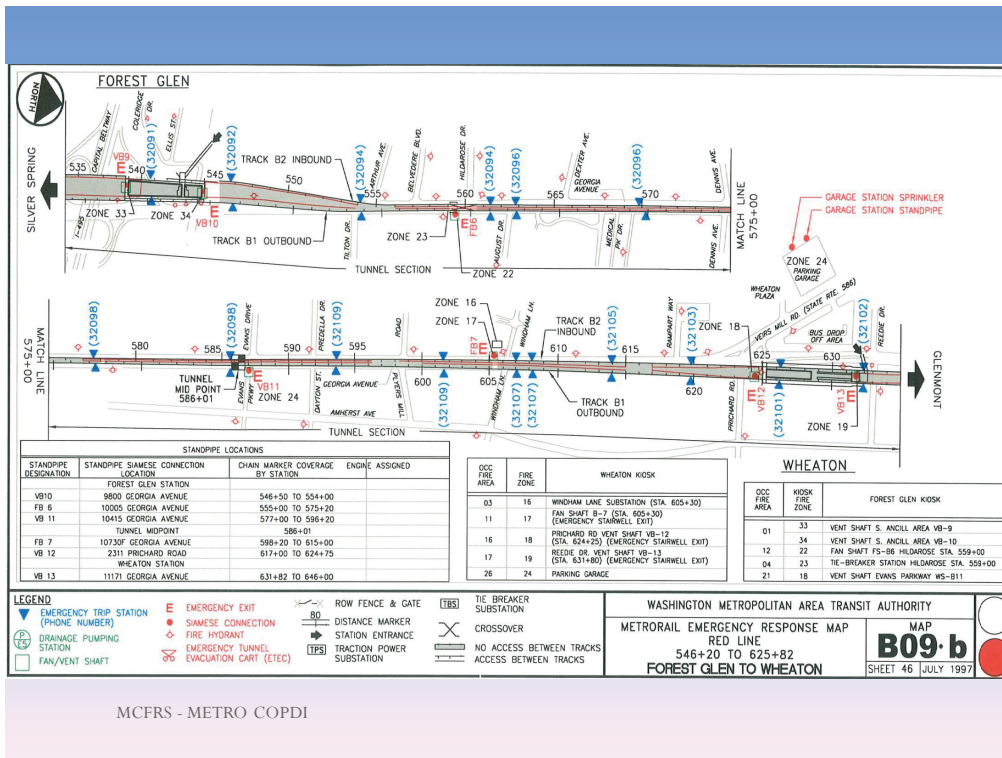 FOREST GLEN
NORTH
SILVER SPRING
CAPITAL BELTWAY
COLERIDGE DR.
ELLIS ST.
I-495
535
VB9
E
540
(32091)
ZONE 33
ZONE 34
545
(32092)
E
VB10
TRACK B2 INBOUND
550
TRACK B1 OUTBOUND
(32094)
TILTON DR.
ARTHUR AVE.
555
BELVEDERE BLVD.
HILDAROSE DR.
ZONE 23
560
E
FB6
ZONE 22
(32094)
(32096)
AUGUST DR.
565
DEXTER AVE.
GEORGIA AVENUE
MEDICAL PK DR.
(32096)
570
DENNIS AVE.
DENNIS AVE.
MATCH LINE 575+00
TUNNEL SECTION
GARAGE STATION SPRINKLER
GARAGE STATION STANDPIPE
ZONE 24
PARKING GARAGE
WHEATON PLAZA
VEIRS MILL RD. (STATE RTE. 586)
BUS DROP OFF AREA
MATCH LINE 575+00
(32098)
580
585
(32098)
EVANS DRIVE
TUNNEL MID POINT 586+01
EVANS PKWY
E
VB11
ZONE 24
590
PREDELLA DR.
(32109)
595
DAYTON ST.
GEORGIA AVENUE
AMHERST AVE
ROAD
PLYERS MILL
600
(32109)
ZONE 16
ZONE 17
FB7
E
605
WINDHAM LN.
WINDHAM LN.
(32107)
(32107)
TRACK B2 INBOUND
610
TRACK B1 OUTBOUND
(32105)
615
RAMPART WAY
(32103)
620
ZONE 18
PRICHARD RD.
625
E
VB12
(32101)
630
(32102)
REEDIE DR.
VB13
E
ZONE 19
GLENMONT
TUNNEL SECTION
WHEATON
STANDPIPE LOCATIONS
STANDPIPE DESIGNATION | STANDPIPE SIAMESE CONNECTION LOCATION | CHAIN MARKER COVERAGE BY STATION | ENGINE ASSIGNED
FOREST GLEN STATION
VB10 | 9800 GEORGIA AVENUE | 546+50 TO 554+00
FB 6 | 10005 GEORGIA AVENUE | 555+00 TO 575+20
VB 11 | 10415 GEORGIA AVENUE | 577+00 TO 596+20
TUNNEL MIDPOINT | 586+01
FB 7 | 10730F GEORGIA AVENUE | 598+20 TO 615+00
VB 12 | 2311 PRICHARD ROAD | 617+00 TO 624+75
WHEATON STATION
VB 13 | 11171 GEORGIA AVENUE | 631+82 TO 646+00
OCC FIRE AREA | FIRE ZONE | WHEATON KIOSK
03 | 16 | WINDHAM LANE SUBSTATION (STA. 605+30)
11 | 17 | FAN SHAFT B-7 (STA. 605+30) (EMERGENCY STAIRWELL EXIT)
16 | 18 | PRICHARD RD VENT SHAFT VB-12 (STA. 624+25) (EMERGENCY STAIRWELL EXIT)
17 | 19 | REEDIE DR. VENT SHAFT VB-13 (STA. 631+80) (EMERGENCY STAIRWELL EXIT)
26 | 24 | PARKING GARAGE
OCC FIRE AREA | KIOSK FIRE ZONE | FOREST GLEN KIOSK
01 | 33 | VENT SHAFT S. ANCILL AREA VB-9
34 | VENT SHAFT S. ANCILL AREA VB-10
12 | 22 | FAN SHAFT FS-B6 HILDAROSE STA. 559+00
04 | 23 | TIE-BREAKER STATION HILDAROSE STA. 559+00
21 | 18 | VENT SHAFT EVANS PARKWAY WS-B11
LEGEND
EMERGENCY TRIP STATION (PHONE NUMBER)
P
E5
DRAINAGE PUMPING STATION
FAN/VENT SHAFT
E EMERGENCY EXIT
SIAMESE CONNECTION
FIRE HYDRANT
EMERGENCY TUNNEL EVACUATION CART (ETEC)
ROW FENCE & GATE
80 DISTANCE MARKER
STATION ENTRANCE
TPS TRACTION POWER SUBSTATION
TBS TIE BREAKER SUBSTATION
CROSSOVER
NO ACCESS BETWEEN TRACKS
ACCESS BETWEEN TRACKS
WASHINGTON METROPOLITAN AREA TRANSIT AUTHORITY
METRORAIL EMERGENCY RESPONSE MAP
RED LINE
546+20 TO 625+82
FOREST GLEN TO WHEATON
MAP
B09·b
SHEET 46 JULY 1997
MCFRS - METRO COPDI